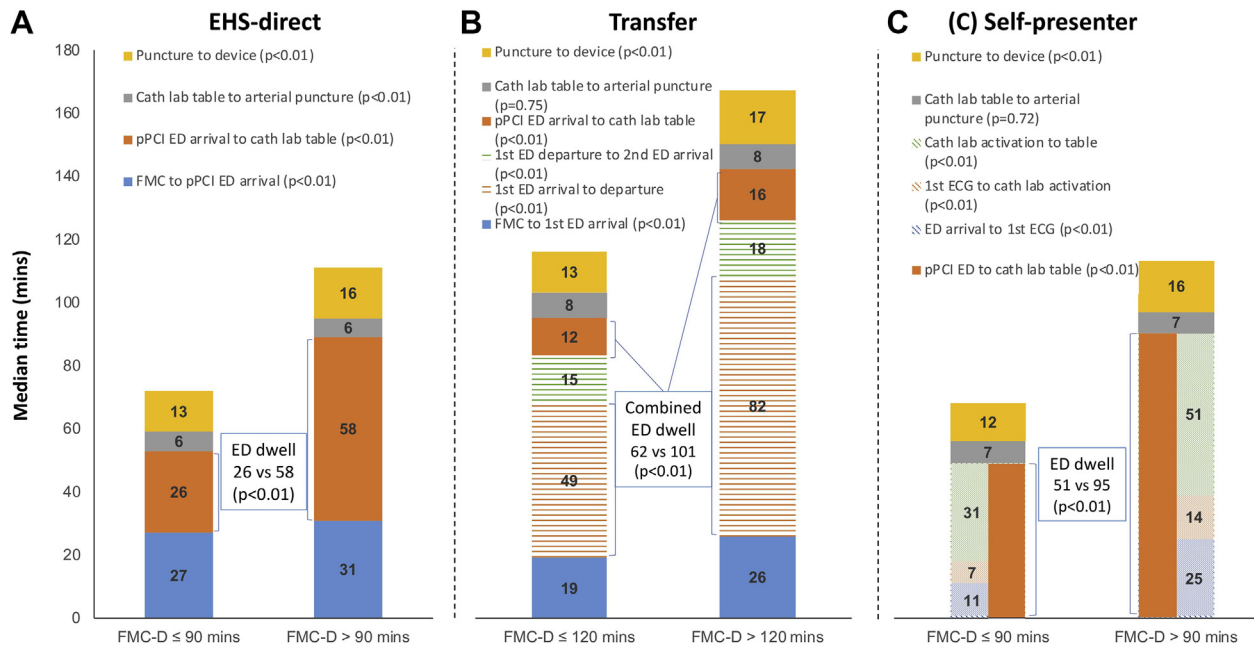 A EHS-direct
180
160
140
120
100
80
60
40
20
0
Median time (mins)
Puncture to device (p<0.01)
Cath lab table to arterial puncture (p<0.01)
pPCI ED arrival to cath lab table (p<0.01)
FMC to pPCI ED arrival (p<0.01)
13
6
26
27
16
6
58
31
ED dwell
26 vs 58
(p<0.01)
FMC-D ≤ 90 mins
FMC-D > 90 mins
B Transfer
Puncture to device (p<0.01)
Cath lab table to arterial puncture
(p=0.75)
pPCI ED arrival to cath lab table
(p<0.01)
1st ED departure to 2nd ED arrival
(p<0.01)
1st ED arrival to departure
(p<0.01)
FMC to 1st ED arrival (p<0.01)
13
8
12
15
49
19
17
8
16
18
82
26
Combined
ED dwell
62 vs 101
(p<0.01)
FMC-D ≤ 120 mins
FMC-D > 120 mins
C (C) Self-presenter
Puncture to device (p<0.01)
Cath lab table to arterial
puncture (p=0.72)
Cath lab activation to table
(p<0.01)
1st ECG to cath lab activation
(p<0.01)
ED arrival to 1st ECG (p<0.01)
pPCI ED to cath lab table (p<0.01)
12
7
31
7
11
16
7
51
14
25
ED dwell
51 vs 95
(p<0.01)
FMC-D ≤ 90 mins
FMC-D > 90 mins